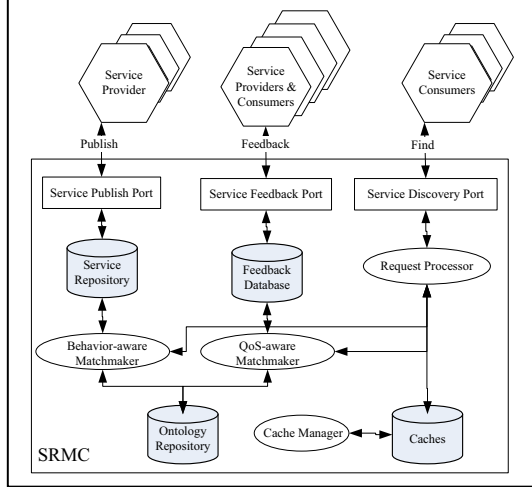 Service
Provider
Service
Providers &
Consumers
Service
Consumers
Publish
Feedback
Find
Service Publish Port
Service Feedback Port
Service Discovery Port
Service
Repository
Feedback
Database
Request Processor
Behavior-aware
Matchmaker
QoS-aware
Matchmaker
Ontology
Repository
Cache Manager
Caches
SRMC